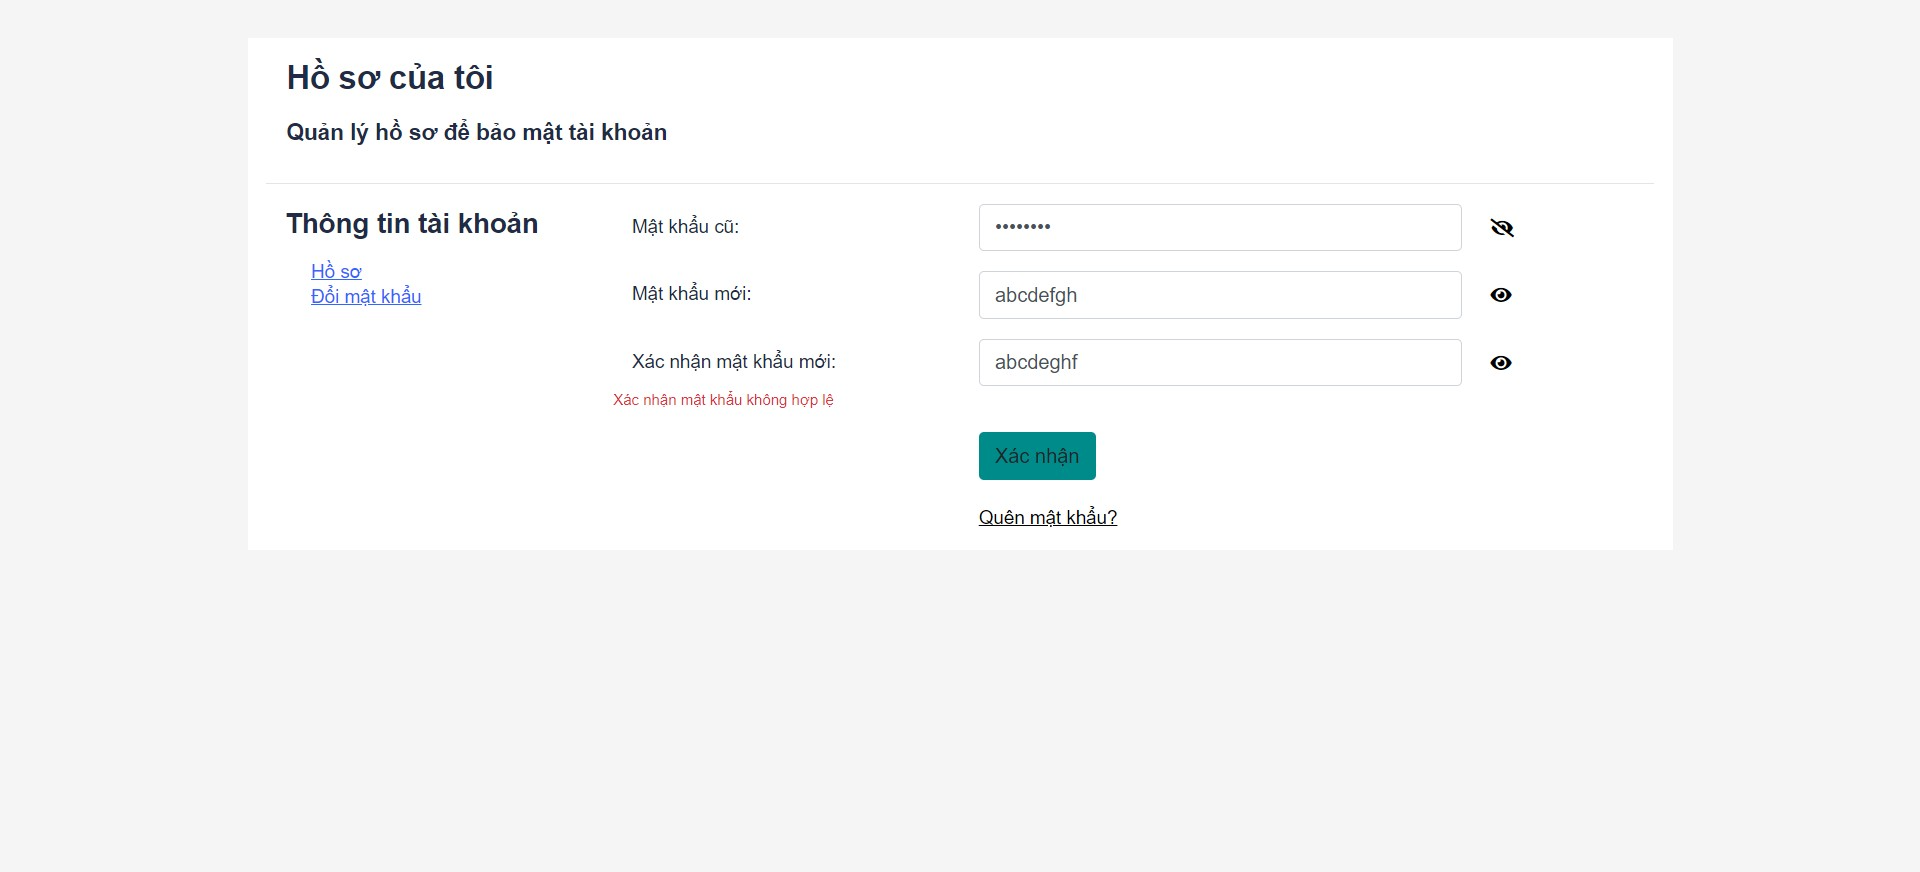 Hồ sơ của tôi
Quản lý hồ sơ để bảo mật tài khoản
Thông tin tài khoản
Hồ sơ
Đổi mật khẩu
Mật khẩu cũ:
••••••••
Mật khẩu mới:
abcdefgh
Xác nhận mật khẩu mới:
abcdeghf
Xác nhận mật khẩu không hợp lệ
Xác nhận
Quên mật khẩu?